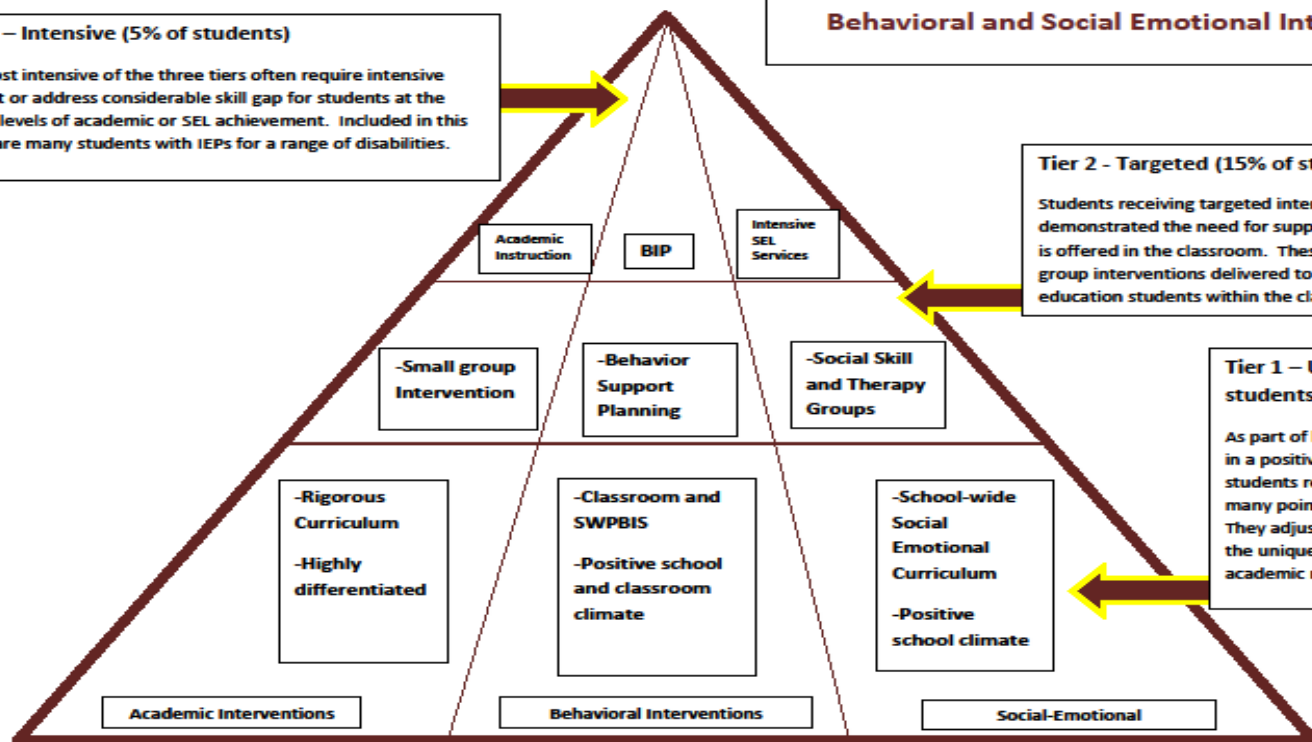 – Intensive (5% of students)
ost intensive of the three tiers often require intensive
t or address considerable skill gap for students at the
levels of academic or SEL achievement. Included in this
are many students with IEPs for a range of disabilities.
Behavioral and Social Emotional Int
Tier 2 - Targeted (15% of st
Students receiving targeted inter
demonstrated the need for supp
is offered in the classroom. Thes
group interventions delivered to
education students within the cla
Academic
Instruction
BIP
Intensive
SEL
Services
-Small group
Intervention
-Behavior
Support
Planning
-Social Skill
and Therapy
Groups
Tier 1 – U
students
As part of
in a positiv
students re
many poin
They adjus
the unique
academic
-Rigorous
Curriculum
-Highly
differentiated
-Classroom and
SWPBIS
-Positive school
and classroom
climate
-School-wide
Social
Emotional
Curriculum
-Positive
school climate
Academic Interventions
Behavioral Interventions
Social-Emotional